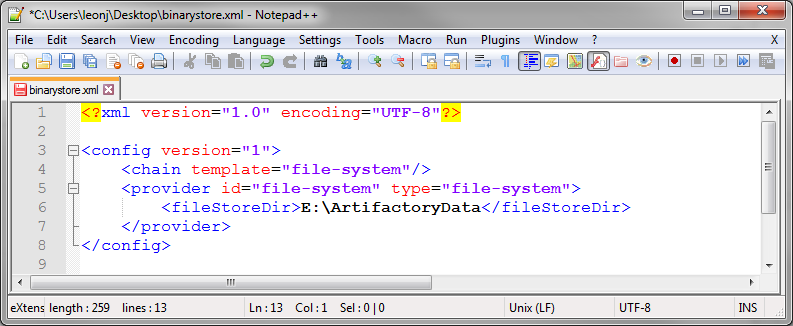 *C:\Users\leonj\Desktop\binarystore.xml - Notepad++
File Edit Search View Encoding Language Settings Tools Macro Run Plugins Window ? X
binarystore.xml
1 <?xml version="1.0" encoding="UTF-8"?>
2
3 <config version="1">
4 <chain template="file-system"/>
5 <provider id="file-system" type="file-system">
6 <fileStoreDir>E:\ArtifactoryData</fileStoreDir>
7 </provider>
8 </config>
9
eXtens length : 259 lines : 13 Ln : 13 Col : 1 Sel : 0 | 0 Unix (LF) UTF-8 INS